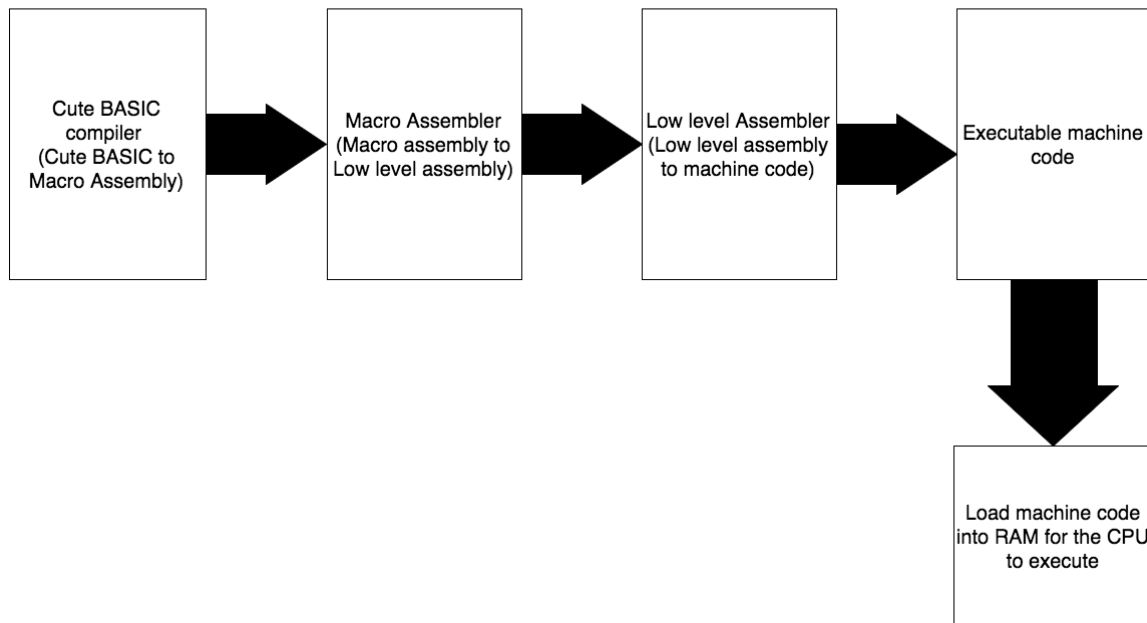 Cute BASIC
compiler
(Cute BASIC to
Macro Assembly)
Macro Assembler
(Macro assembly to
Low level assembly)
Low level Assembler
(Low level assembly
to machine code)
Executable machine
code
Load machine code
into RAM for the CPU
to execute